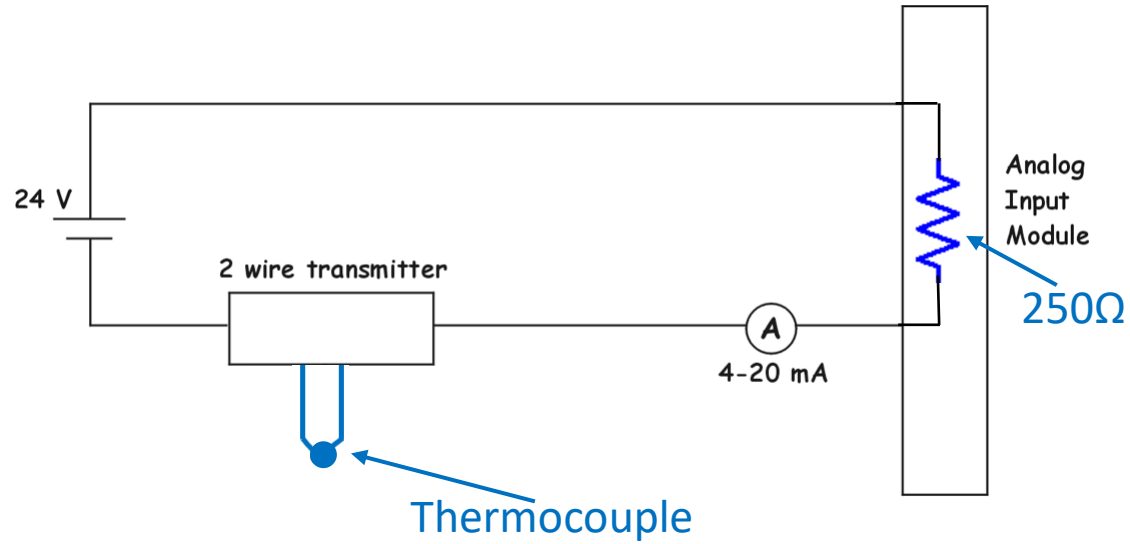 24 V
2 wire transmitter
A
4-20 mA
Analog
Input
Module
250Ω
Thermocouple